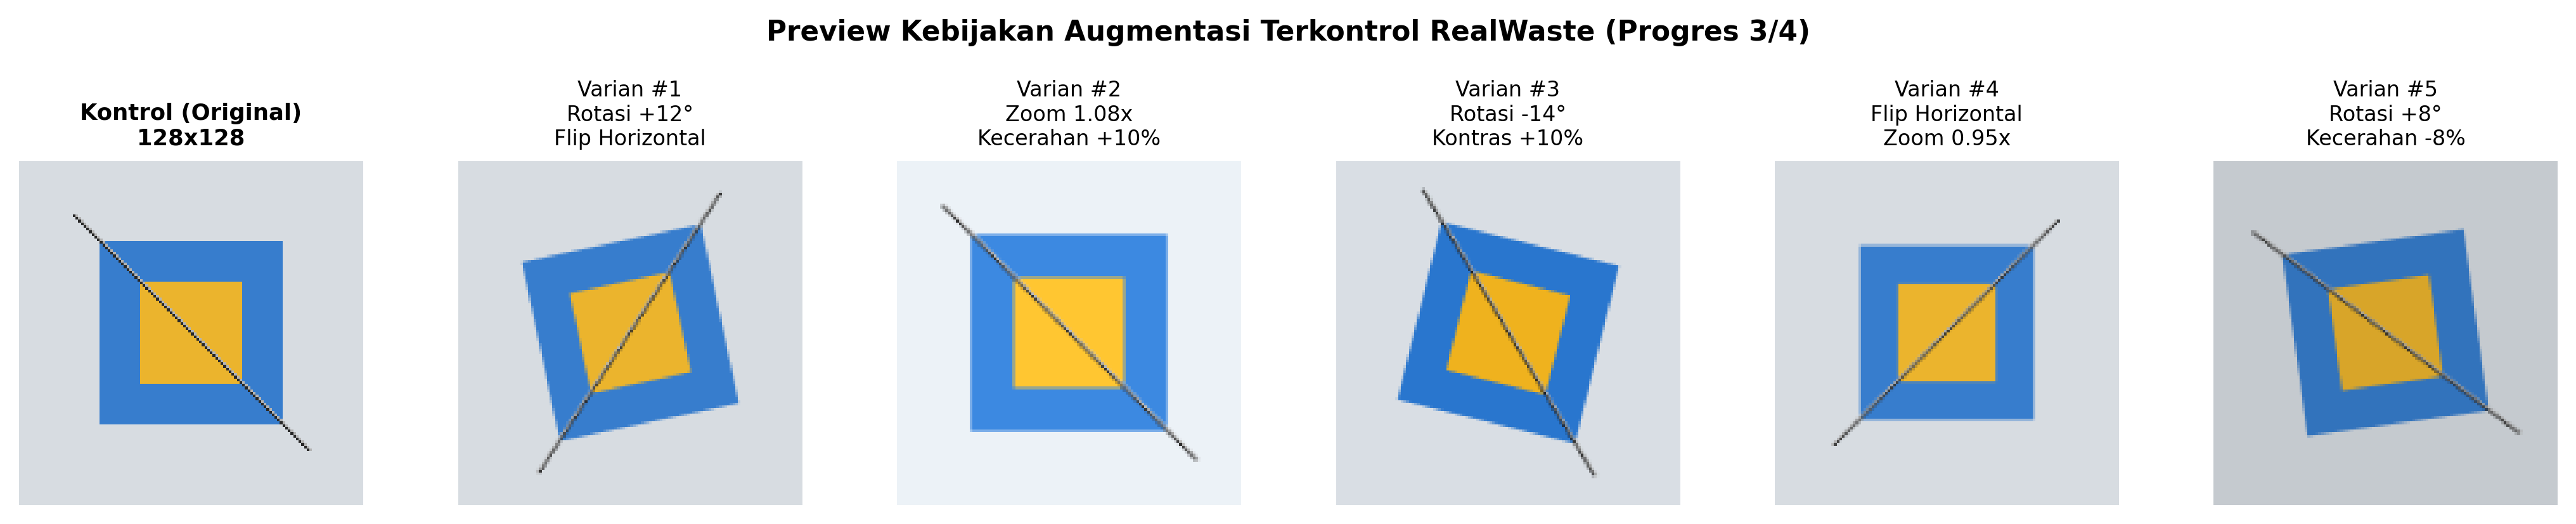 Preview Kebijakan Augmentasi Terkontrol RealWaste (Progres 3/4)
Kontrol (Original)
128x128
Varian #1
Rotasi +12°
Flip Horizontal
Varian #2
Zoom 1.08x
Kecerahan +10%
Varian #3
Rotasi -14°
Kontras +10%
Varian #4
Flip Horizontal
Zoom 0.95x
Varian #5
Rotasi +8°
Kecerahan -8%